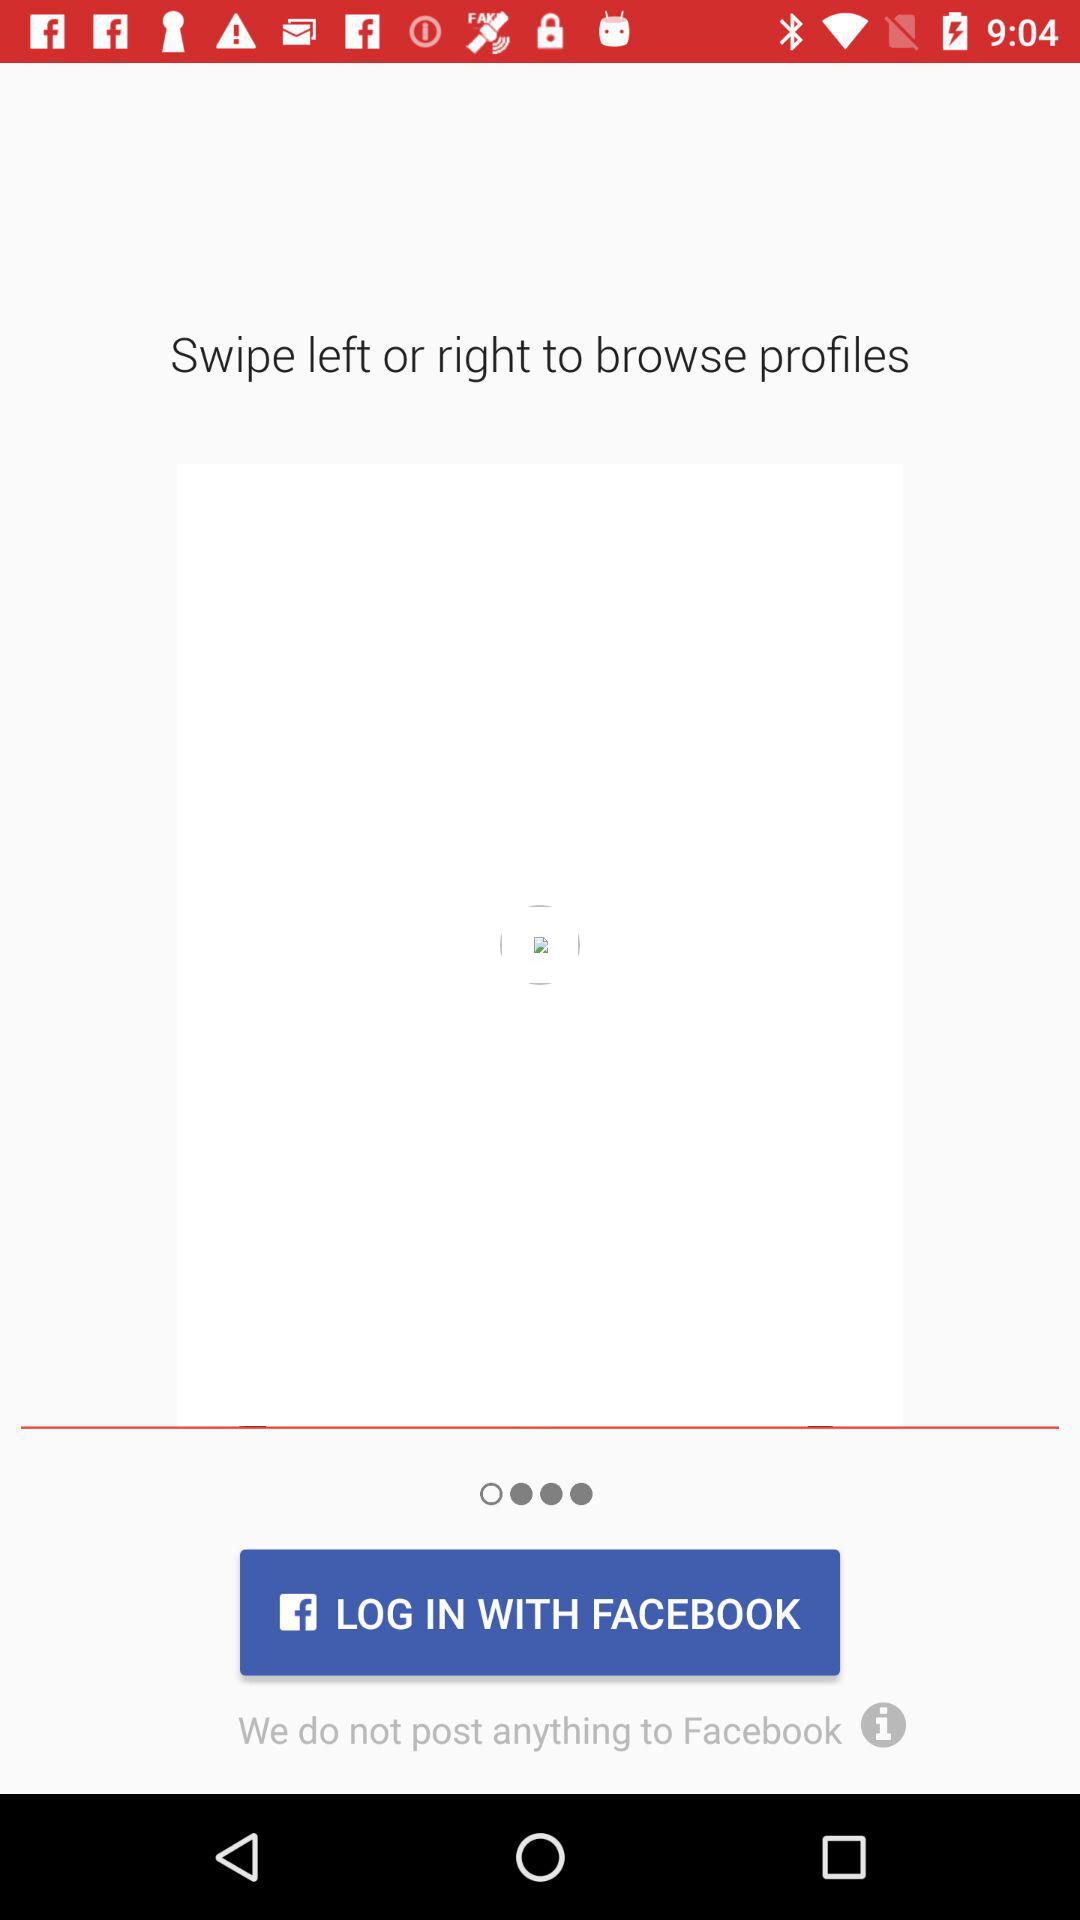 FAKE
9:04
Swipe left or right to browse profiles
LOG IN WITH FACEBOOK
We do not post anything to Facebook